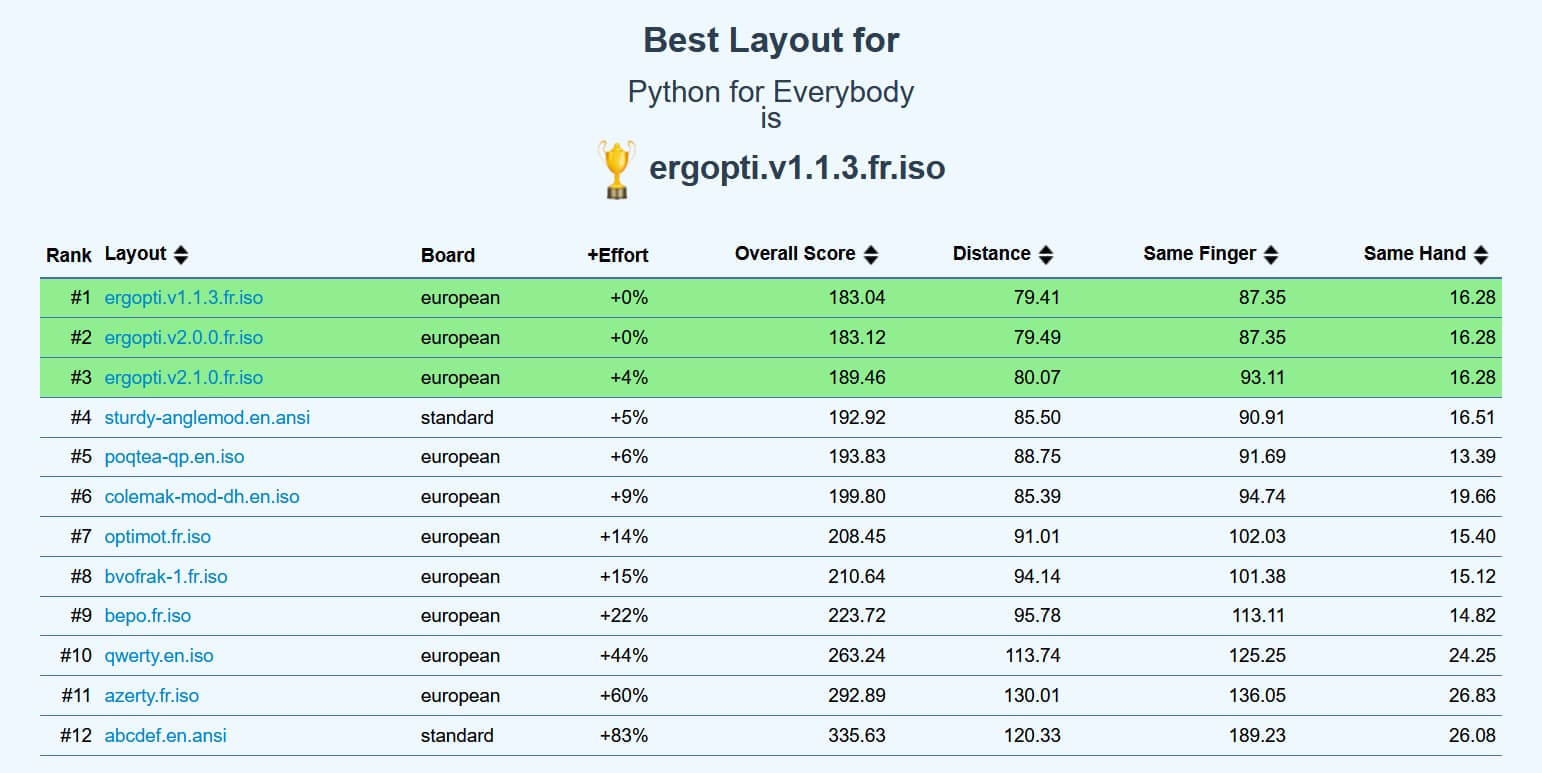 Best Layout for
Python for Everybody
is
ergopti.v1.1.3.fr.iso
Rank Layout Board +Effort Overall Score Distance Same Finger Same Hand
#1 ergopti.v1.1.3.fr.iso european +0% 183.04 79.41 87.35 16.28
#2 ergopti.v2.0.0.fr.iso european +0% 183.12 79.49 87.35 16.28
#3 ergopti.v2.1.0.fr.iso european +4% 189.46 80.07 93.11 16.28
#4 sturdy-anglemod.en.ansi standard +5% 192.92 85.50 90.91 16.51
#5 poqtea-qp.en.iso european +6% 193.83 88.75 91.69 13.39
#6 colemak-mod-dh.en.iso european +9% 199.80 85.39 94.74 19.66
#7 optimot.fr.iso european +14% 208.45 91.01 102.03 15.40
#8 bvofrak-1.fr.iso european +15% 210.64 94.14 101.38 15.12
#9 bepo.fr.iso european +22% 223.72 95.78 113.11 14.82
#10 qwerty.en.iso european +44% 263.24 113.74 125.25 24.25
#11 azerty.fr.iso european +60% 292.89 130.01 136.05 26.83
#12 abcdef.en.ansi standard +83% 335.63 120.33 189.23 26.08